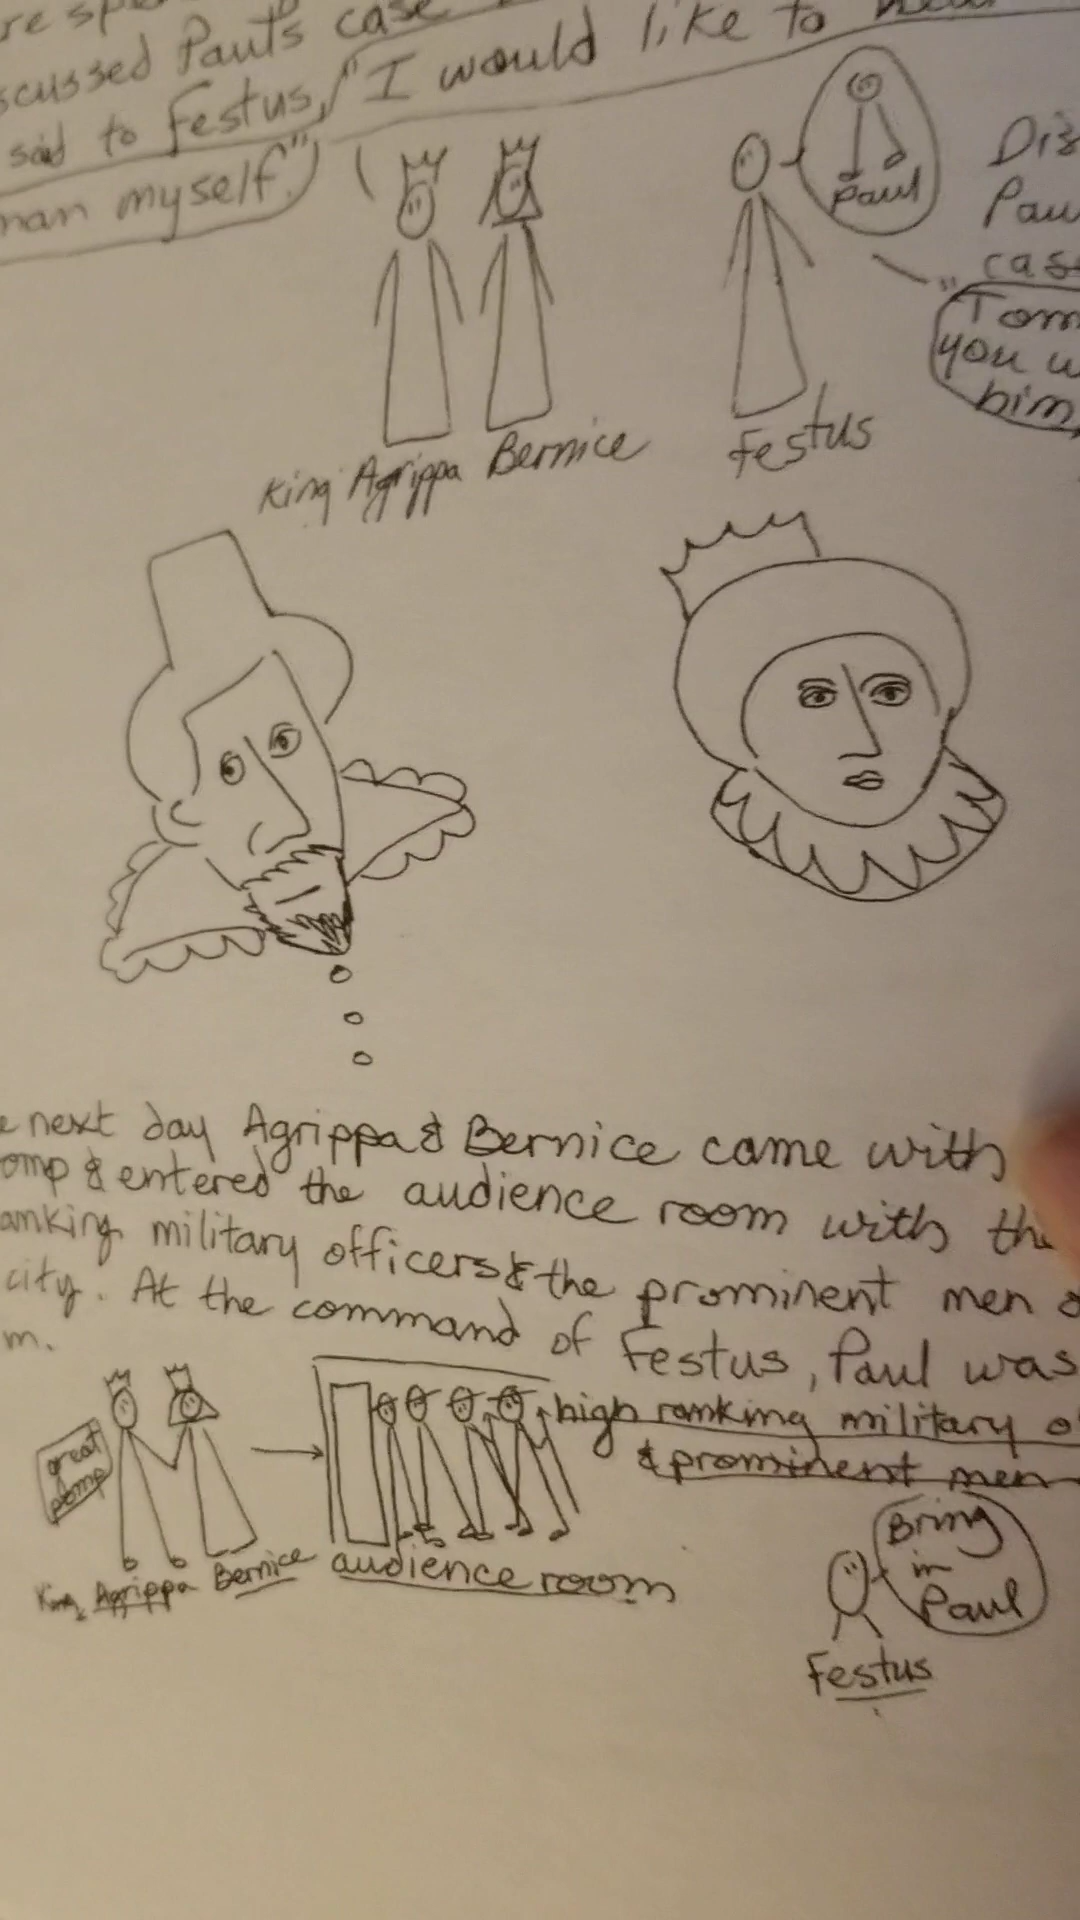 scussed Paul's case
said to Festus, "I would like to
man myself."
Paul
Paul
case
"Tom
you w
him,
King Agrippa Bernice
Festus
e next day Agrippa & Bernice came with
omp & entered the audience room with the
anking military officers & the prominent men o
city. At the command of Festus, Paul was
m.
great
pomp
high ranking military o
& prominent men
King Agrippa Bernice
audience room
Bring
in
Paul
Festus